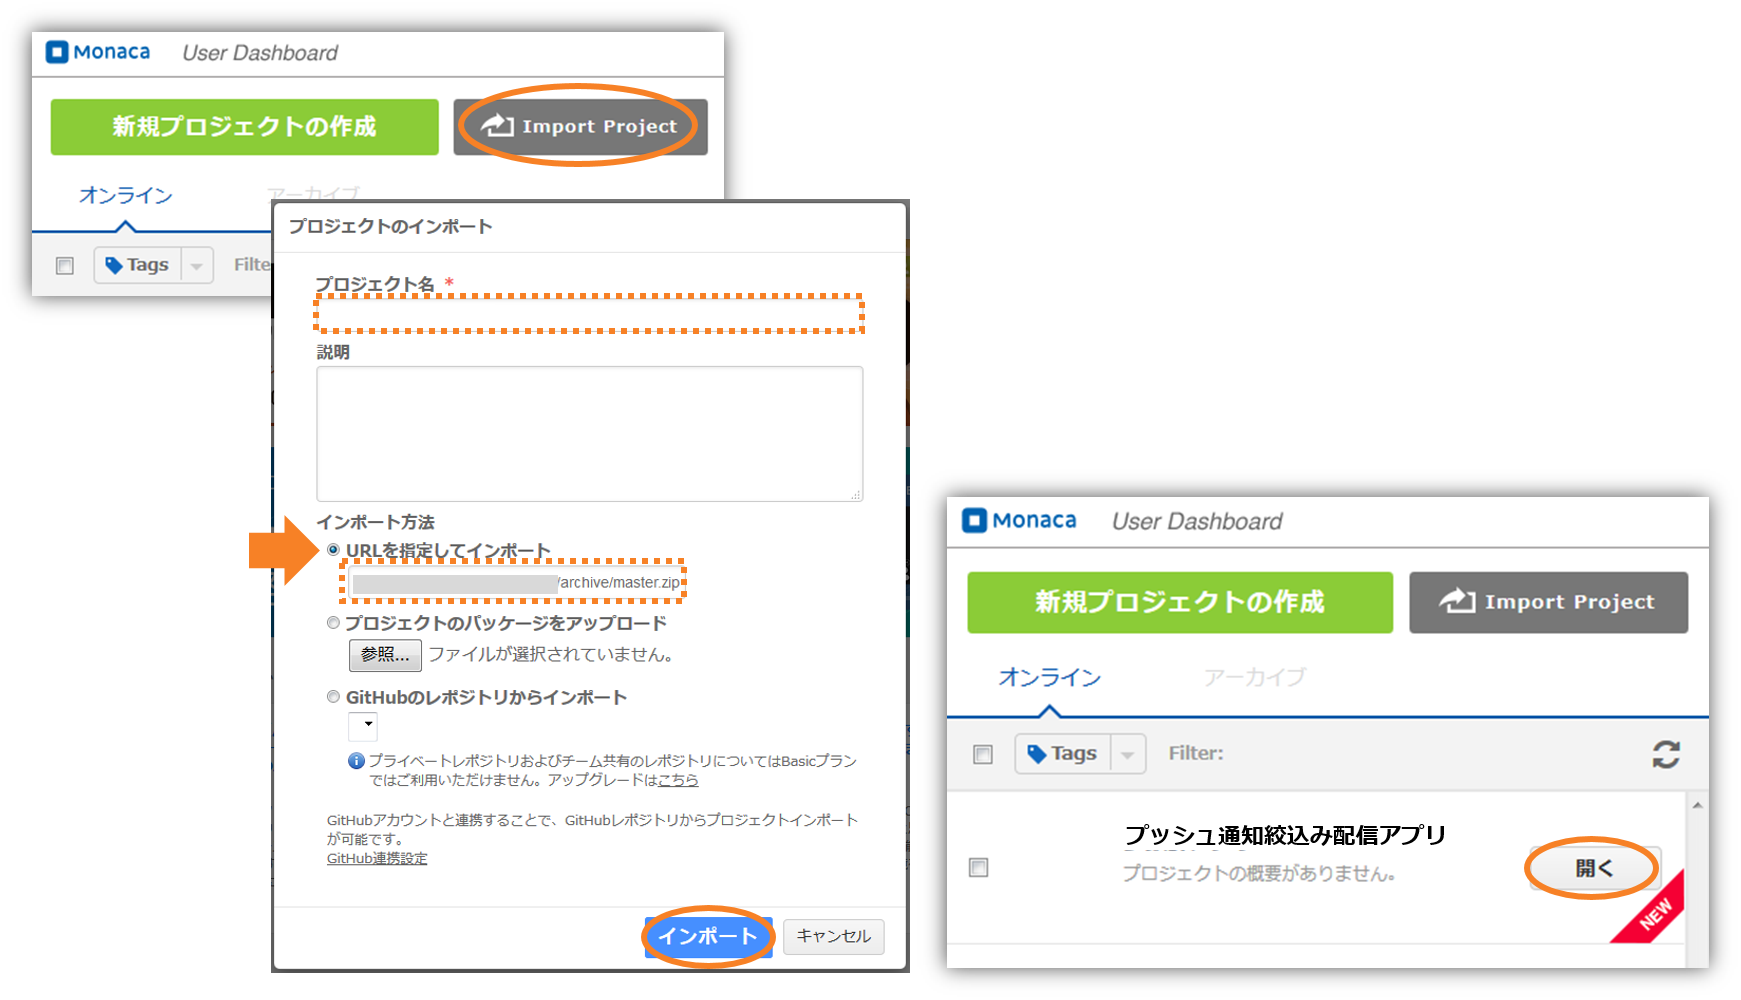 Monaca User Dashboard
新規プロジェクトの作成 Import Project
オンライン アーカイブ
Tags Filte
プロジェクトのインポート
プロジェクト名 *
説明
インポート方法
URLを指定してインポート
/archive/master.zip
プロジェクトのパッケージをアップロード
参照... ファイルが選択されていません。
GitHubのレポジトリからインポート
プライベートレポジトリおよびチーム共有のレポジトリについてはBasicプラン
ではご利用いただけません。アップグレードはこちら
GitHubアカウントと連携することで、GitHubレポジトリからプロジェクトインポート
が可能です。
GitHub連携設定
インポート キャンセル
Monaca User Dashboard
新規プロジェクトの作成 Import Project
オンライン アーカイブ
Tags Filter:
プッシュ通知絞込み配信アプリ
プロジェクトの概要がありません。
開く
NEW